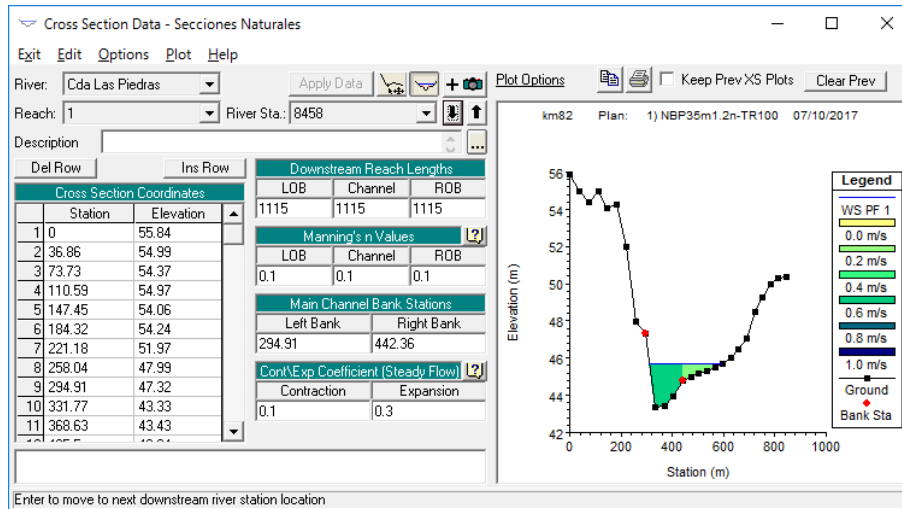 Cross Section Data - Secciones Naturales
Exit Edit Options Plot Help
River: Cda Las Piedras Apply Data
Reach: 1 River Sta.: 8458
Description ...
Del Row Ins Row
Cross Section Coordinates
Station Elevation
1 0 55.84
2 36.86 54.99
3 73.73 54.37
4 110.59 54.97
5 147.45 54.06
6 184.32 54.24
7 221.18 51.97
8 258.04 47.99
9 294.91 47.32
10 331.77 43.33
11 368.63 43.43
Downstream Reach Lengths
LOB Channel ROB
1115 1115 1115
Manning's n Values
LOB Channel ROB
0.1 0.1 0.1
Main Channel Bank Stations
Left Bank Right Bank
294.91 442.36
Cont\Exp Coefficient (Steady Flow)
Contraction Expansion
0.1 0.3
Plot Options Keep Prev XS Plots Clear Prev
km82 Plan: 1) NBP35m1.2n-TR100 07/10/2017
56
54
52
50
48
46
44
42
Elevation (m)
0 200 400 600 800 1000
Station (m)
Legend
WS PF 1
0.0 m/s
0.2 m/s
0.4 m/s
0.6 m/s
0.8 m/s
1.0 m/s
Ground
Bank Sta
Enter to move to next downstream river station location